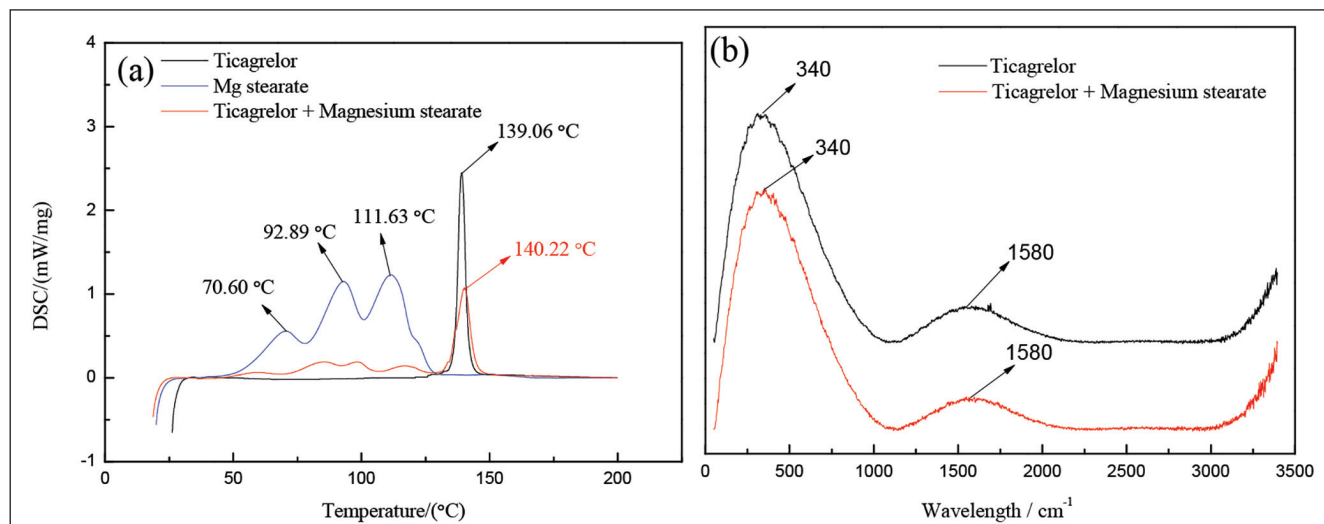 (a)
Ticagrelor
Mg stearate
Ticagrelor + Magnesium stearate
139.06 °C
111.63 °C
92.89 °C
70.60 °C
140.22 °C
4
3
2
1
0
-1
DSC/(mW/mg)
0 50 100 150 200
Temperature/(°C)
(b)
Ticagrelor
Ticagrelor + Magnesium stearate
340
340
1580
1580
0 500 1000 1500 2000 2500 3000 3500
Wavelength / cm⁻¹